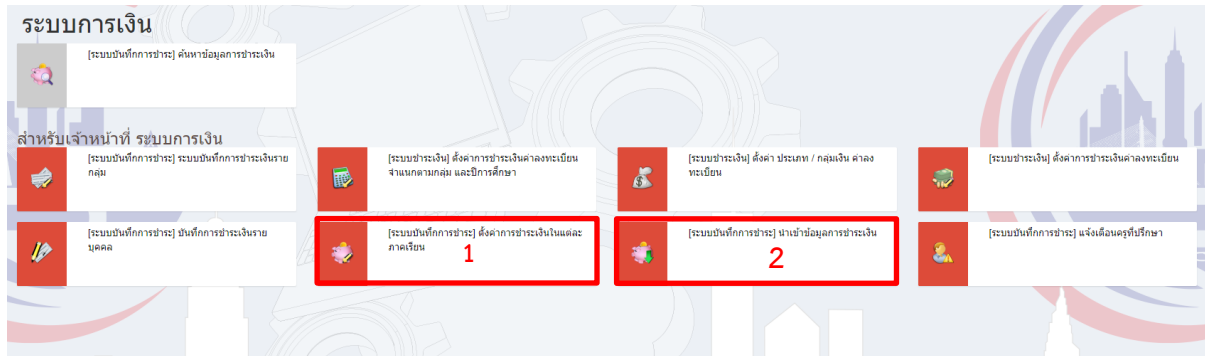 ระบบการเงิน
[ระบบบันทึกการชำระ] ค้นหาข้อมูลการชำระเงิน
สำหรับเจ้าหน้าที่ ระบบการเงิน
[ระบบบันทึกการชำระ] ระบบบันทึกการชำระเงินราย
กลุ่ม
[ระบบชำระเงิน] ตั้งค่าการชำระเงินค่าลงทะเบียน
จำแนกตามกลุ่ม และปีการศึกษา
[ระบบชำระเงิน] ตั้งค่า ประเภท / กลุ่มเงิน ค่าลง
ทะเบียน
[ระบบชำระเงิน] ตั้งค่าการชำระเงินค่าลงทะเบียน
[ระบบบันทึกการชำระ] บันทึกการชำระเงินราย
บุคคล
[ระบบบันทึกการชำระ] ตั้งค่าการชำระเงินในแต่ละ
ภาคเรียน
1
[ระบบบันทึกการชำระ] นำเข้าข้อมูลการชำระเงิน
2
[ระบบบันทึกการชำระ] แจ้งเตือนครูที่ปรึกษา